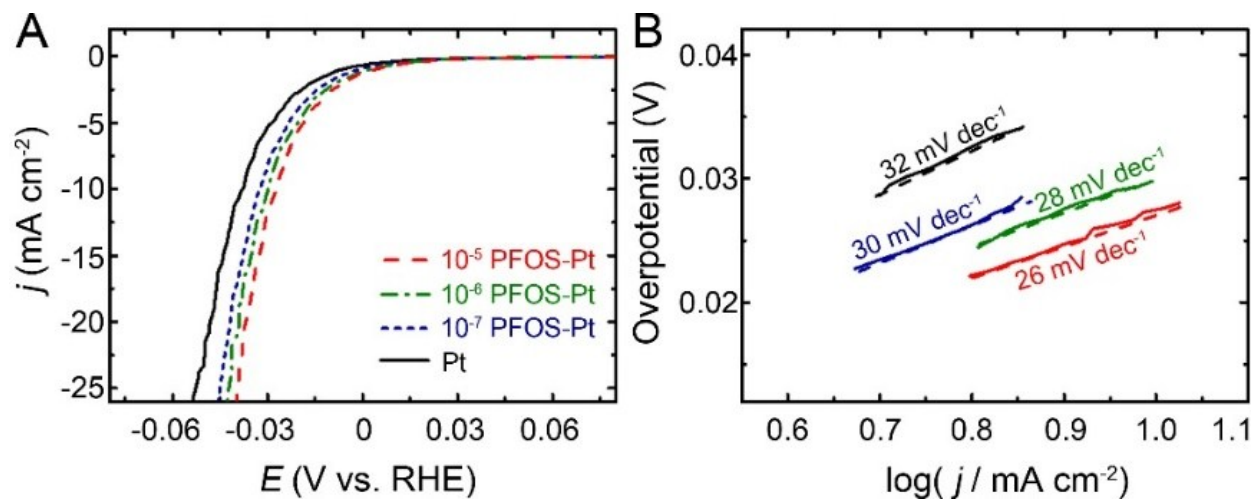 A
0
-5
-10
-15
-20
-25
j (mA cm⁻²)
10⁻⁵ PFOS-Pt
10⁻⁶ PFOS-Pt
10⁻⁷ PFOS-Pt
Pt
-0.06
-0.03
0
0.03
0.06
E (V vs. RHE)
B
0.04
0.03
0.02
Overpotential (V)
32 mV dec⁻¹
30 mV dec⁻¹
28 mV dec⁻¹
26 mV dec⁻¹
0.6
0.7
0.8
0.9
1.0
1.1
log( j / mA cm⁻²)